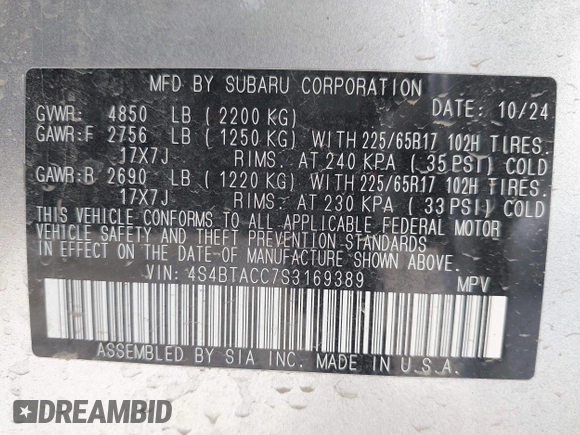 MFD BY SUBARU CORPORATION
GVWR: 4850 LB ( 2200 KG) DATE: 10/24
GAWR:F 2756 LB ( 1250 KG) WITH 225/65R17 102H TIRES.
17X7J RIMS. AT 240 KPA ( 35 PSI) COLD
GAWR:B 2690 LB ( 1220 KG) WITH 225/65R17 102H TIRES.
17X7J RIMS. AT 230 KPA ( 33 PSI) COLD
THIS VEHICLE CONFORMS TO ALL APPLICABLE FEDERAL MOTOR
VEHICLE SAFETY AND THEFT PREVENTION STANDARDS
IN EFFECT ON THE DATE OF MANUFACTURE SHOWN ABOVE.
VIN: 4S4BTACC7S3169389 MPV
ASSEMBLED BY SIA INC. MADE IN U.S.A.
DREAMBID